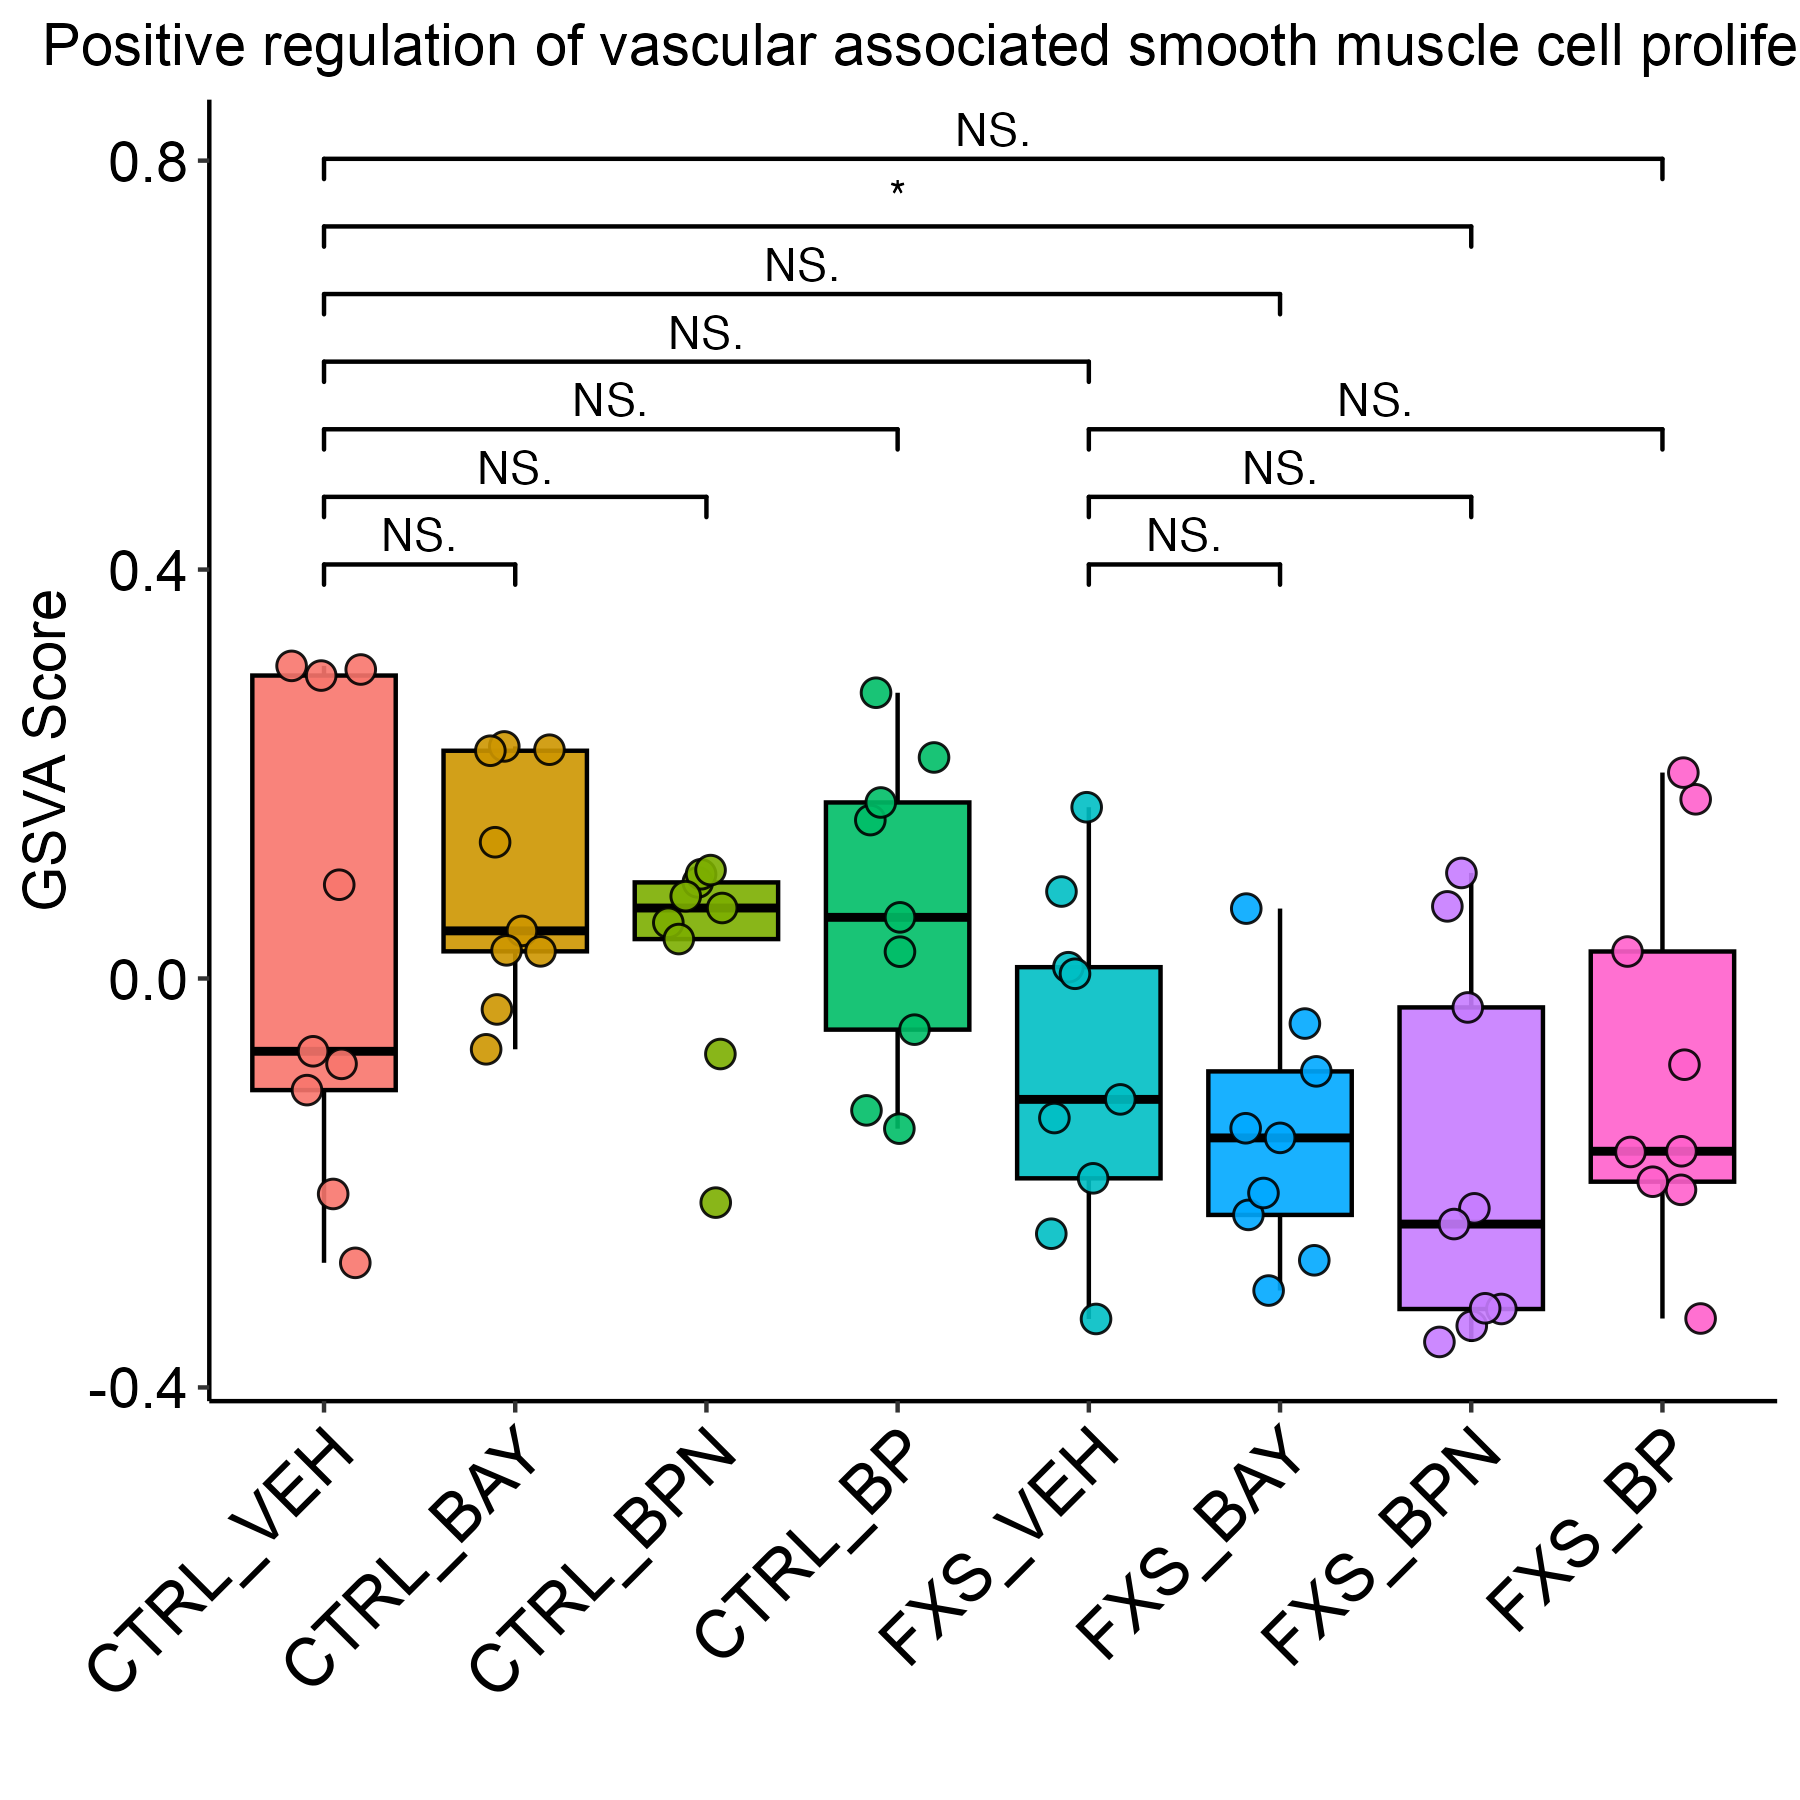 Positive regulation of vascular associated smooth muscle cell prolife
NS.
0.8
*
NS.
NS.
NS. NS.
NS. NS.
NS. NS.
0.4
GSVA Score
0.0
-0.4
CTRL_VEH
CTRL_BAY
CTRL_BPN
CTRL_BP
FXS_VEH
FXS_BAY
FXS_BPN
FXS_BP